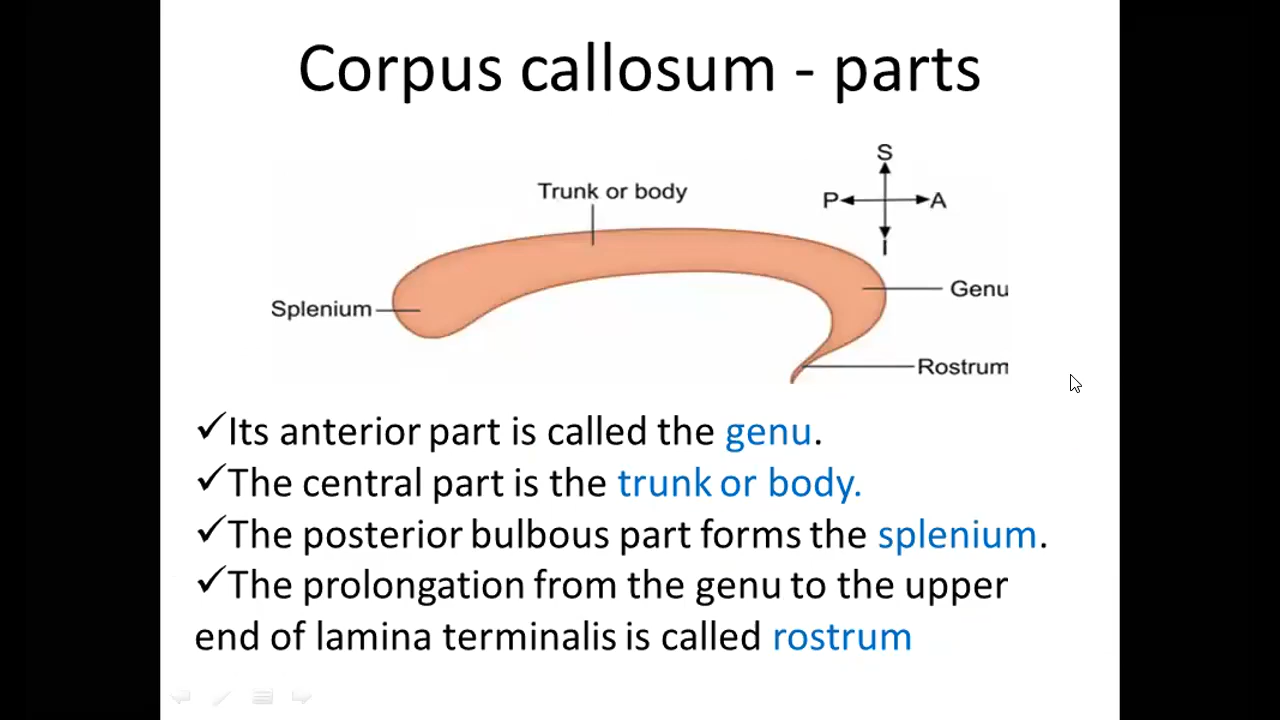 Corpus callosum - parts
S
Trunk or body
P A
I
Genu
Splenium
Rostrum
✓Its anterior part is called the genu.
✓The central part is the trunk or body.
✓The posterior bulbous part forms the splenium.
✓The prolongation from the genu to the upper
end of lamina terminalis is called rostrum